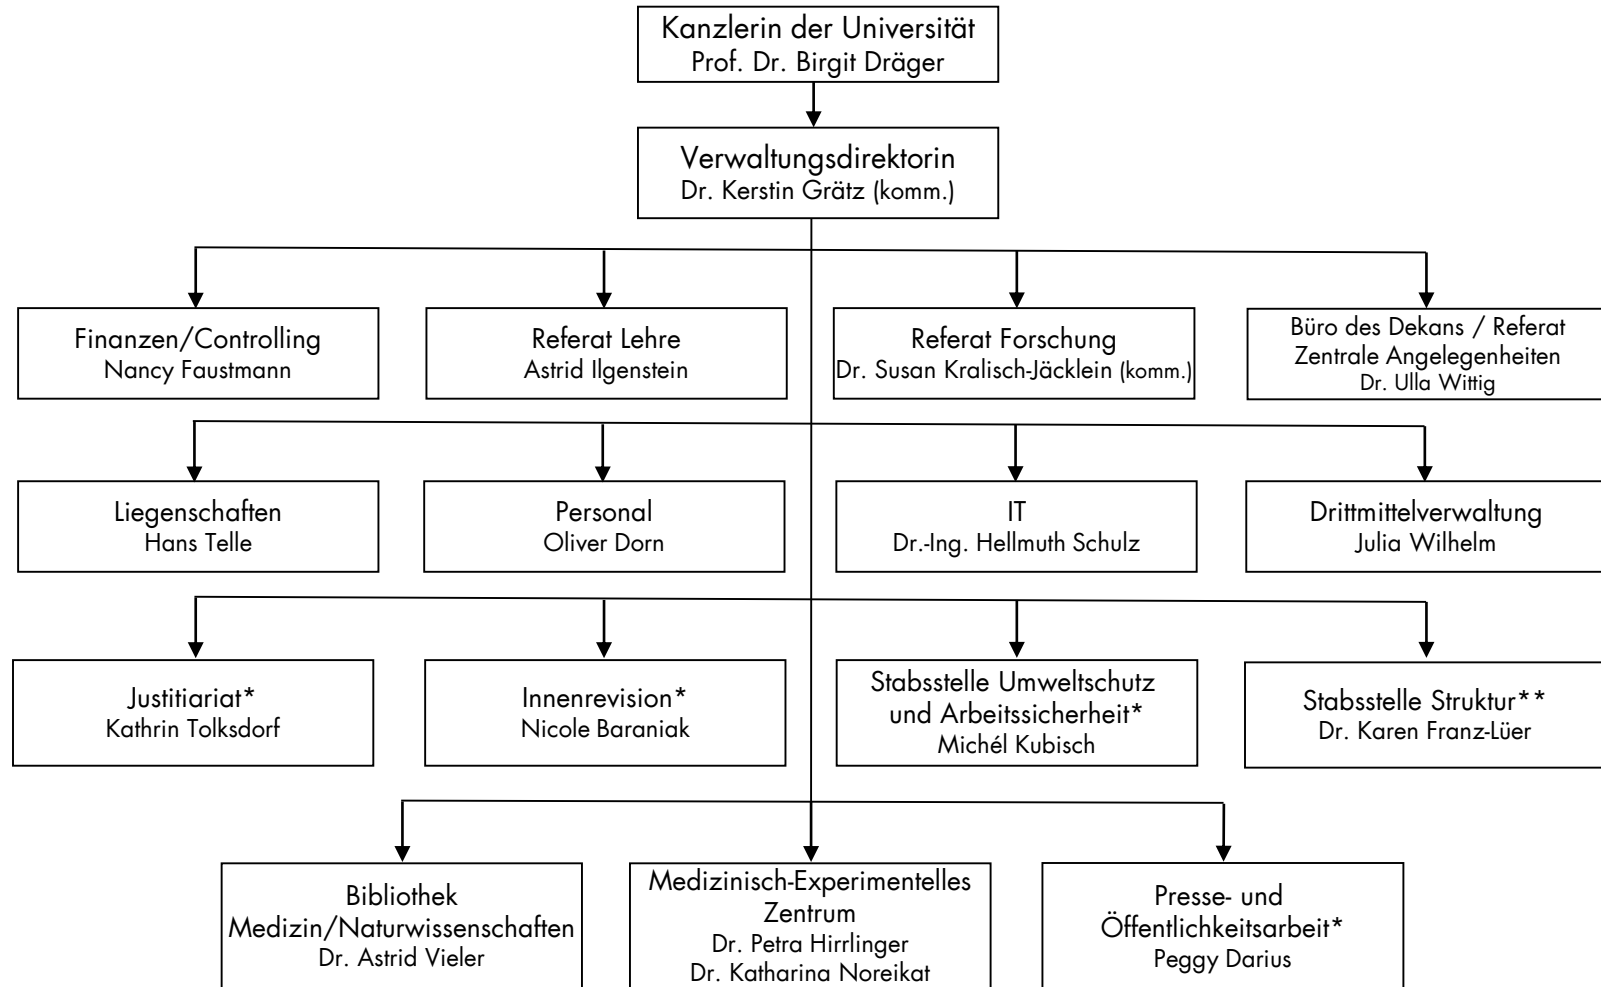 Kanzlerin der Universität
Prof. Dr. Birgit Dräger
Verwaltungsdirektorin
Dr. Kerstin Grätz (komm.)
Finanzen/Controlling
Nancy Faustmann
Referat Lehre
Astrid Ilgenstein
Referat Forschung
Dr. Susan Kralisch-Jäcklein (komm.)
Büro des Dekans / Referat
Zentrale Angelegenheiten
Dr. Ulla Wittig
Liegenschaften
Hans Telle
Personal
Oliver Dorn
IT
Dr.-Ing. Hellmuth Schulz
Drittmittelverwaltung
Julia Wilhelm
Justitiariat*
Kathrin Tolksdorf
Innenrevision*
Nicole Baraniak
Stabsstelle Umweltschutz
und Arbeitssicherheit*
Michél Kubisch
Stabsstelle Struktur**
Dr. Karen Franz-Lüer
Bibliothek
Medizin/Naturwissenschaften
Dr. Astrid Vieler
Medizinisch-Experimentelles
Zentrum
Dr. Petra Hirrlinger
Dr. Katharina Noreikat
Presse- und
Öffentlichkeitsarbeit*
Peggy Darius